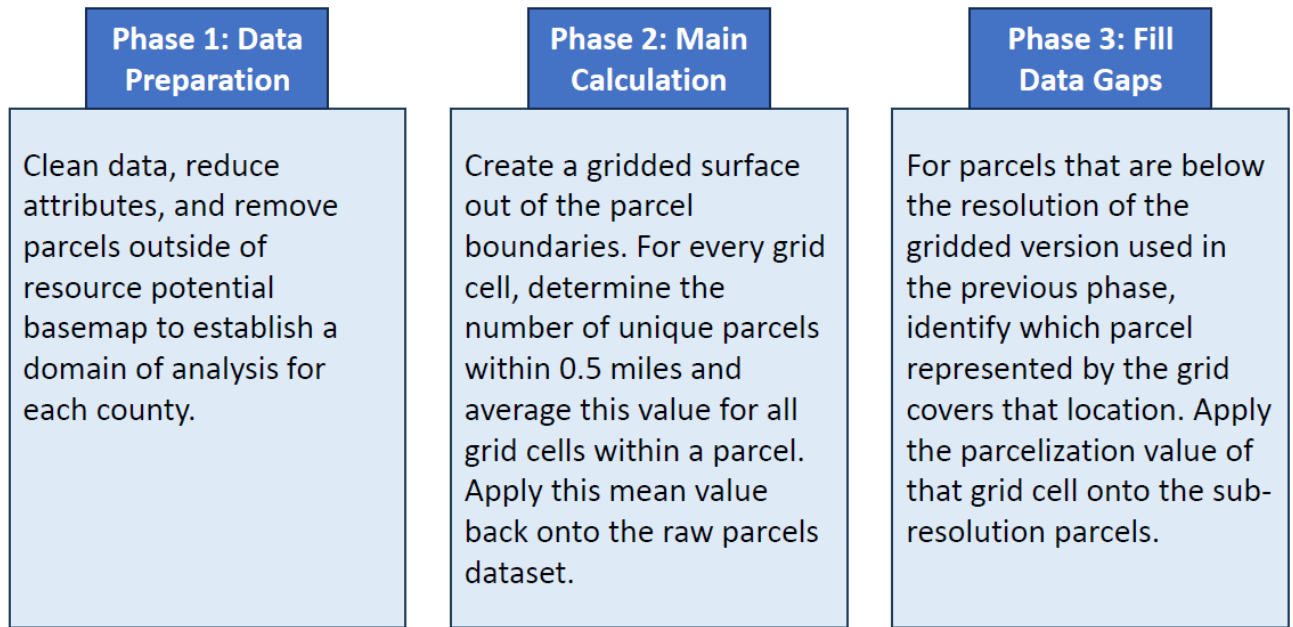 Phase 1: Data
Preparation
Clean data, reduce
attributes, and remove
parcels outside of
resource potential
basemap to establish a
domain of analysis for
each county.
Phase 2: Main
Calculation
Create a gridded surface
out of the parcel
boundaries. For every grid
cell, determine the
number of unique parcels
within 0.5 miles and
average this value for all
grid cells within a parcel.
Apply this mean value
back onto the raw parcels
dataset.
Phase 3: Fill
Data Gaps
For parcels that are below
the resolution of the
gridded version used in
the previous phase,
identify which parcel
represented by the grid
covers that location. Apply
the parcelization value of
that grid cell onto the sub-
resolution parcels.